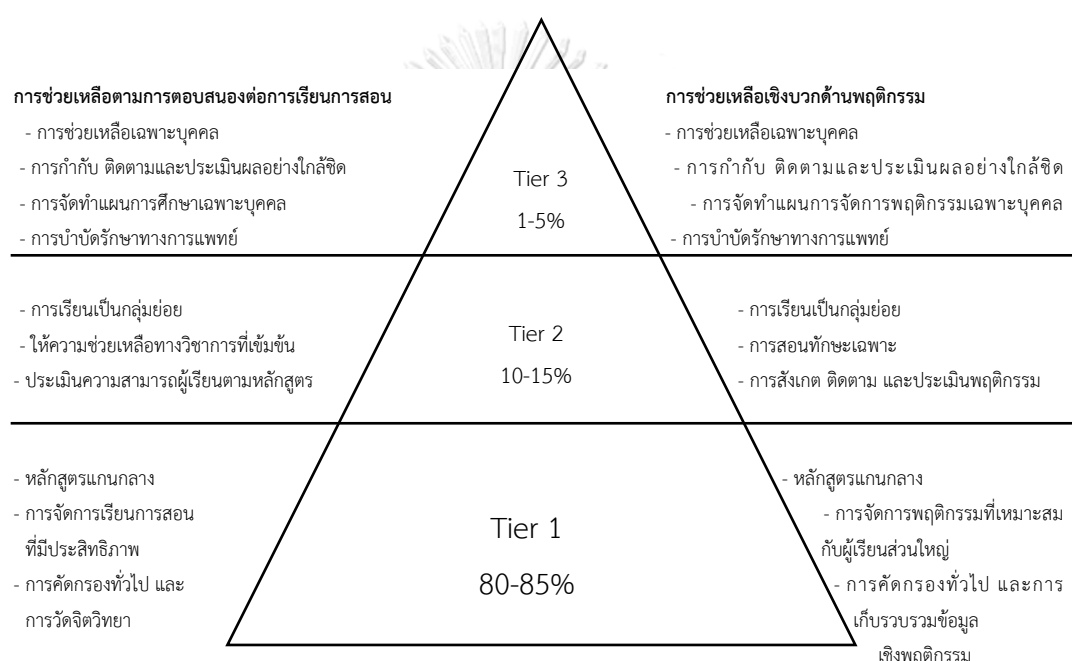 การช่วยเหลือตามการตอบสนองต่อการเรียนการสอน
- การช่วยเหลือเฉพาะบุคคล
- การกำกับ ติดตามและประเมินผลอย่างใกล้ชิด
- การจัดทำแผนการศึกษาเฉพาะบุคคล
- การบำบัดรักษาทางการแพทย์
Tier 3
1-5%
การช่วยเหลือเชิงบวกด้านพฤติกรรม
- การช่วยเหลือเฉพาะบุคคล
- การกำกับ ติดตามและประเมินผลอย่างใกล้ชิด
- การจัดทำแผนการจัดการพฤติกรรมเฉพาะบุคคล
- การบำบัดรักษาทางการแพทย์
- การเรียนเป็นกลุ่มย่อย
- ให้ความช่วยเหลือทางวิชาการที่เข้มข้น
- ประเมินความสามารถผู้เรียนตามหลักสูตร
Tier 2
10-15%
- การเรียนเป็นกลุ่มย่อย
- การสอนทักษะเฉพาะ
- การสังเกต ติดตาม และประเมินพฤติกรรม
- หลักสูตรแกนกลาง
- การจัดการเรียนการสอน
ที่มีประสิทธิภาพ
- การคัดกรองทั่วไป และ
การวัดจิตวิทยา
Tier 1
80-85%
- หลักสูตรแกนกลาง
- การจัดการพฤติกรรมที่เหมาะสม
กับผู้เรียนส่วนใหญ่
- การคัดกรองทั่วไป และการ
เก็บรวบรวมข้อมูล
เชิงพฤติกรรม